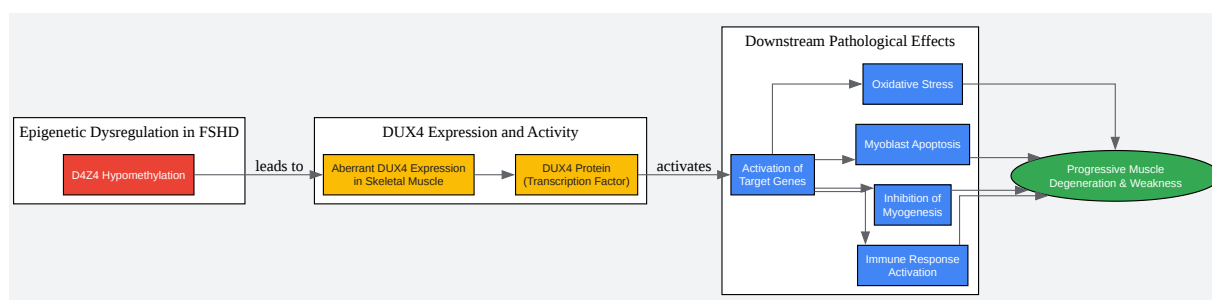 Epigenetic Dysregulation in FSHD
D4Z4 Hypomethylation
leads to
DUX4 Expression and Activity
Aberrant DUX4 Expression
in Skeletal Muscle
DUX4 Protein
(Transcription Factor)
activates
Downstream Pathological Effects
Activation of
Target Genes
Oxidative Stress
Myoblast Apoptosis
Inhibition of
Myogenesis
Immune Response
Activation
Progressive Muscle
Degeneration & Weakness